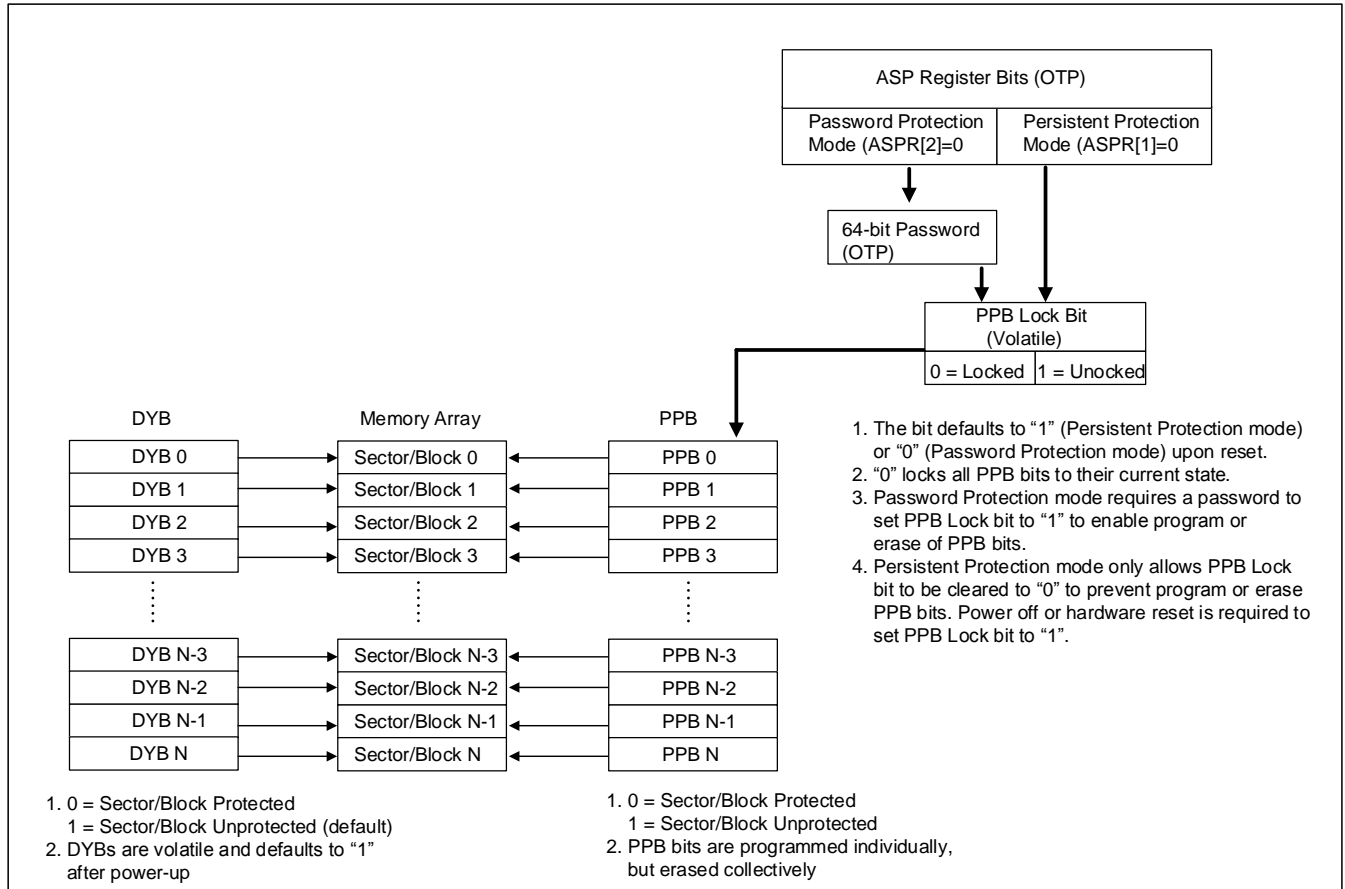 ASP Register Bits (OTP)
Password Protection
Mode (ASPR[2]=0
Persistent Protection
Mode (ASPR[1]=0
64-bit Password
(OTP)
PPB Lock Bit
(Volatile)
0 = Locked
1 = Unocked
DYB
Memory Array
PPB
DYB 0
Sector/Block 0
PPB 0
DYB 1
Sector/Block 1
PPB 1
DYB 2
Sector/Block 2
PPB 2
DYB 3
Sector/Block 3
PPB 3
DYB N-3
Sector/Block N-3
PPB N-3
DYB N-2
Sector/Block N-2
PPB N-2
DYB N-1
Sector/Block N-1
PPB N-1
DYB N
Sector/Block N
PPB N
1. The bit defaults to “1” (Persistent Protection mode)
or “0” (Password Protection mode) upon reset.
2. “0” locks all PPB bits to their current state.
3. Password Protection mode requires a password to
set PPB Lock bit to “1” to enable program or
erase of PPB bits.
4. Persistent Protection mode only allows PPB Lock
bit to be cleared to “0” to prevent program or erase
PPB bits. Power off or hardware reset is required to
set PPB Lock bit to “1”.
1. 0 = Sector/Block Protected
1 = Sector/Block Unprotected (default)
2. DYBs are volatile and defaults to “1”
after power-up
1. 0 = Sector/Block Protected
1 = Sector/Block Unprotected
2. PPB bits are programmed individually,
but erased collectively